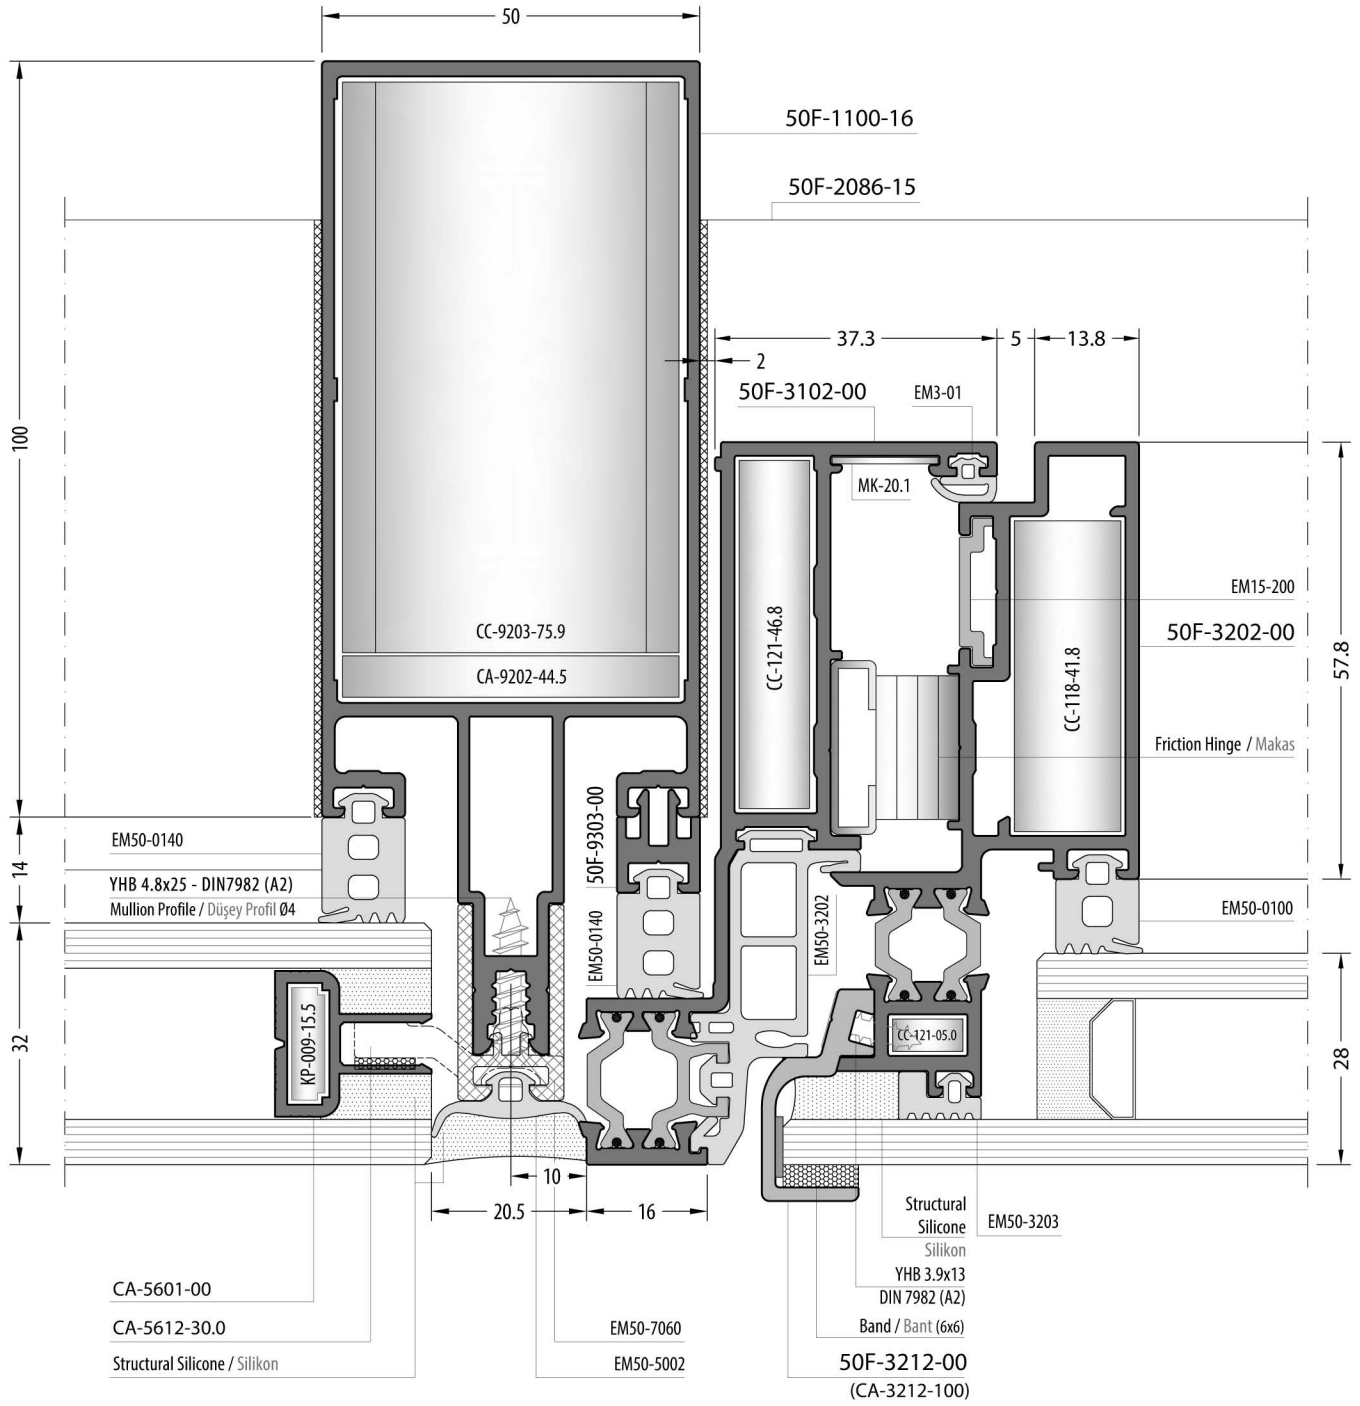 50
50F-1100-16
50F-2086-15
37.3
5
13.8
2
50F-3102-00
EM3-01
100
MK-20.1
EM15-200
50F-3202-00
CC-9203-75.9
CA-9202-44.5
CC-121-46.8
CC-118-41.8
57.8
Friction Hinge / Makas
50F-9303-00
EM50-0140
14
YHB 4.8x25 - DIN7982 (A2)
Mullion Profile / Düşey Profil Ø4
EM50-0140
EM50-3202
EM50-0100
32
KP-009-15.5
CC-121-05.0
28
10
20.5
16
Structural
Silicone
Silikon
EM50-3203
YHB 3.9x13
DIN 7982 (A2)
CA-5601-00
CA-5612-30.0
EM50-7060
Band / Bant (6x6)
Structural Silicone / Silikon
EM50-5002
50F-3212-00
(CA-3212-100)